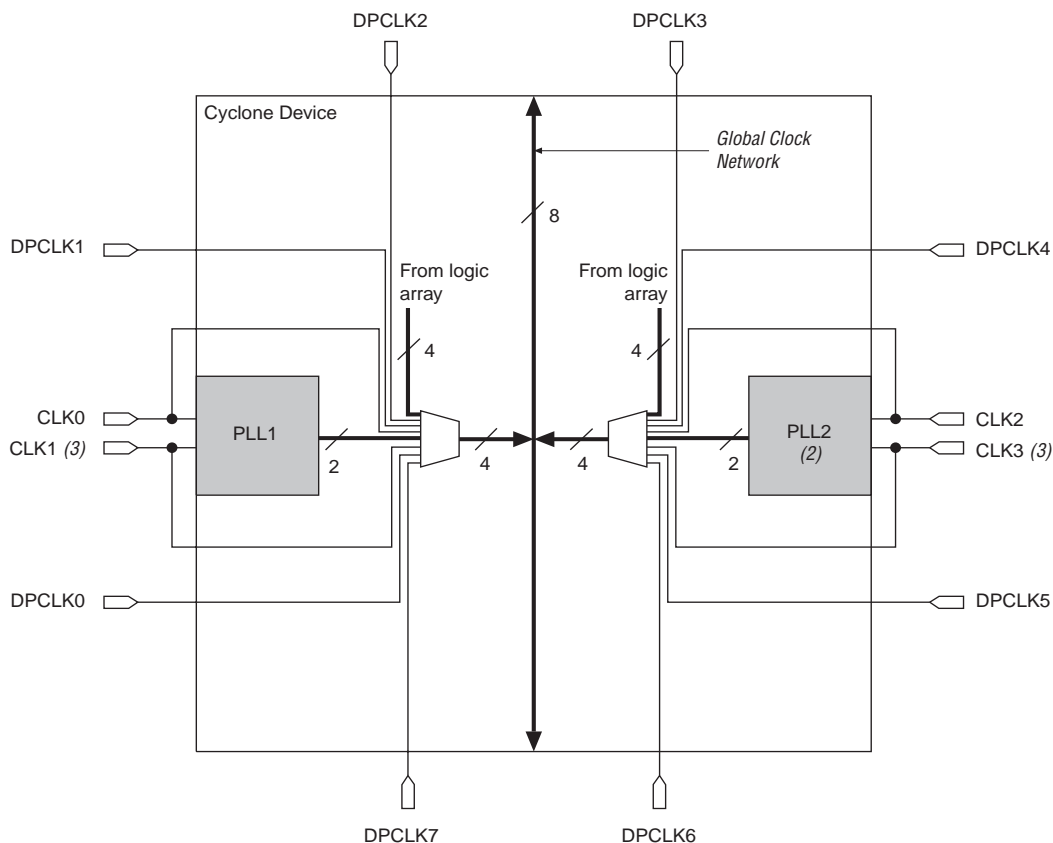 DPCLK2
DPCLK3
Cyclone Device
Global Clock
Network
8
DPCLK1
DPCLK4
From logic
array
From logic
array
4
4
CLK0
CLK1 (3)
PLL1
2
4
4
2
PLL2
(2)
CLK2
CLK3 (3)
DPCLK0
DPCLK5
DPCLK7
DPCLK6